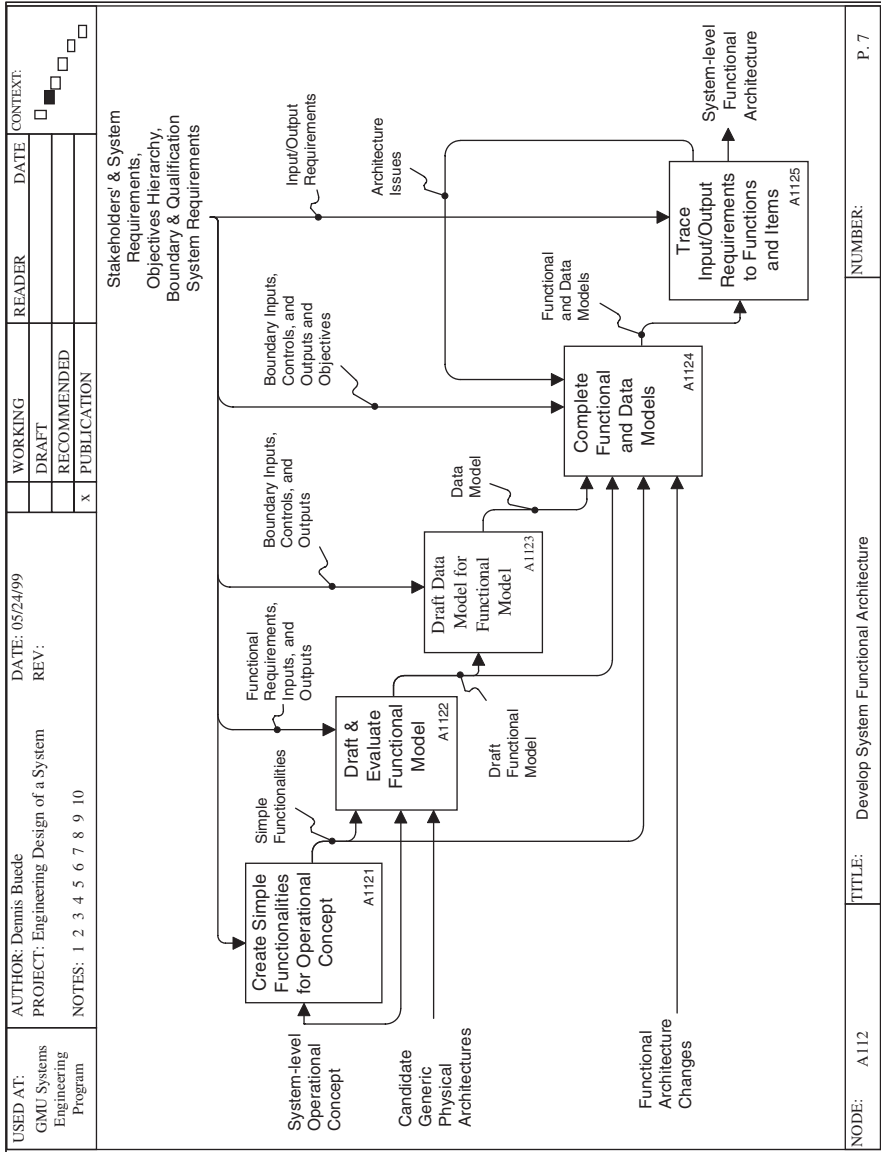 USED AT:
GMU Systems
Engineering
Program
AUTHOR: Dennis Buede
PROJECT: Engineering Design of a System
NOTES: 1 2 3 4 5 6 7 8 9 10
DATE: 05/24/99
REV:
WORKING
DRAFT
RECOMMENDED
x PUBLICATION
READER
DATE
CONTEXT:
Stakeholders' & System
Requirements,
Objectives Hierarchy,
Boundary & Qualification
System Requirements
Simple
Functionalities
Functional
Requirements,
Inputs, and
Outputs
Boundary Inputs,
Controls, and
Outputs
Boundary Inputs,
Controls, and
Outputs and
Objectives
Input/Output
Requirements
Architecture
Issues
Create Simple
Functionalities
for Operational
Concept
A1121
System-level
Operational
Concept
Candidate
Generic
Physical
Architectures
Draft &
Evaluate
Functional
Model
A1122
Draft
Functional
Model
Draft Data
Model for
Functional
Model
A1123
Data
Model
Complete
Functional
and Data
Models
A1124
Functional
and Data
Models
Trace
Input/Output
Requirements
to Functions
and Items
A1125
System-level
Functional
Architecture
Functional
Architecture
Changes
NODE: A112
TITLE: Develop System Functional Architecture
NUMBER: P. 7